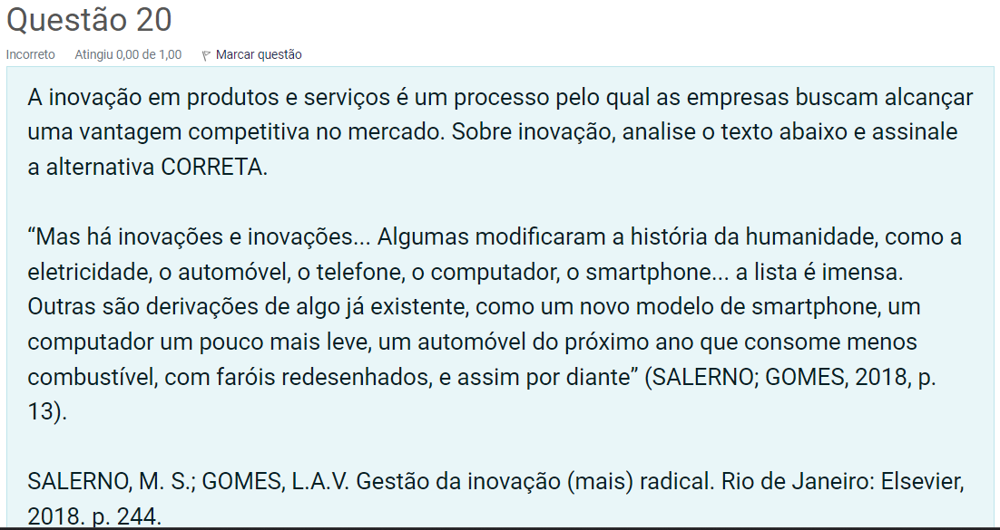 Questão 20
Incorreto Atingiu 0,00 de 1,00 Marcar questão
A inovação em produtos e serviços é um processo pelo qual as empresas buscam alcançar
uma vantagem competitiva no mercado. Sobre inovação, analise o texto abaixo e assinale
a alternativa CORRETA.
“Mas há inovações e inovações... Algumas modificaram a história da humanidade, como a
eletricidade, o automóvel, o telefone, o computador, o smartphone... a lista é imensa.
Outras são derivações de algo já existente, como um novo modelo de smartphone, um
computador um pouco mais leve, um automóvel do próximo ano que consome menos
combustível, com faróis redesenhados, e assim por diante” (SALERNO; GOMES, 2018, p.
13).
SALERNO, M. S.; GOMES, L.A.V. Gestão da inovação (mais) radical. Rio de Janeiro: Elsevier,
2018. p. 244.